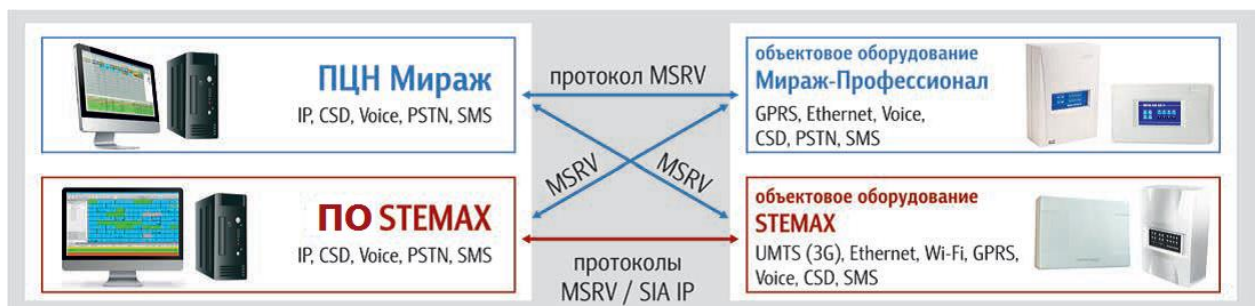 ПЦН Мираж
IP, CSD, Voice, PSTN, SMS
протокол MSRV
объектовое оборудование
Мираж-Профессионал
GPRS, Ethernet, Voice,
CSD, PSTN, SMS
MSRV
MSRV
ПО STEMAX
IP, CSD, Voice, PSTN, SMS
протоколы
MSRV / SIA IP
объектовое оборудование
STEMAX
UMTS (3G), Ethernet, Wi-Fi, GPRS,
Voice, CSD, SMS